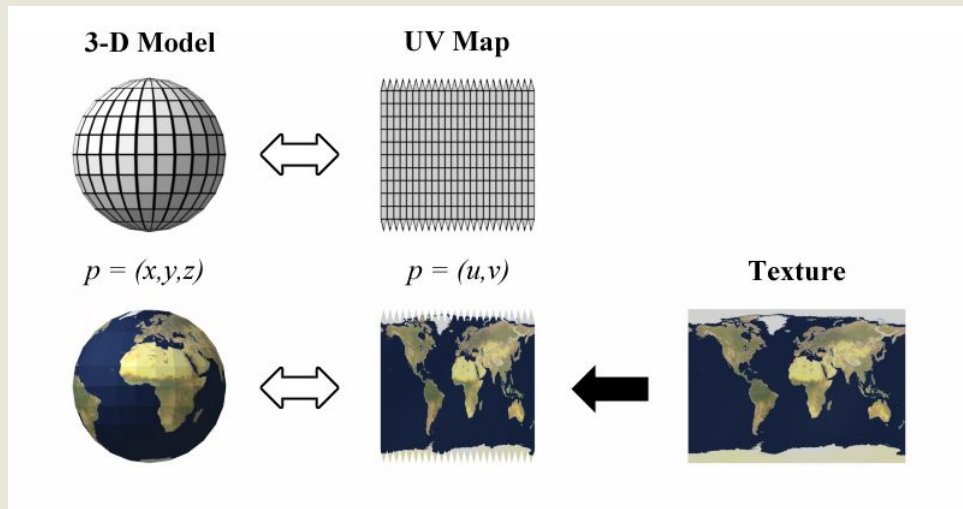 3-D Model
UV Map
p = (x,y,z)
p = (u,v)
Texture